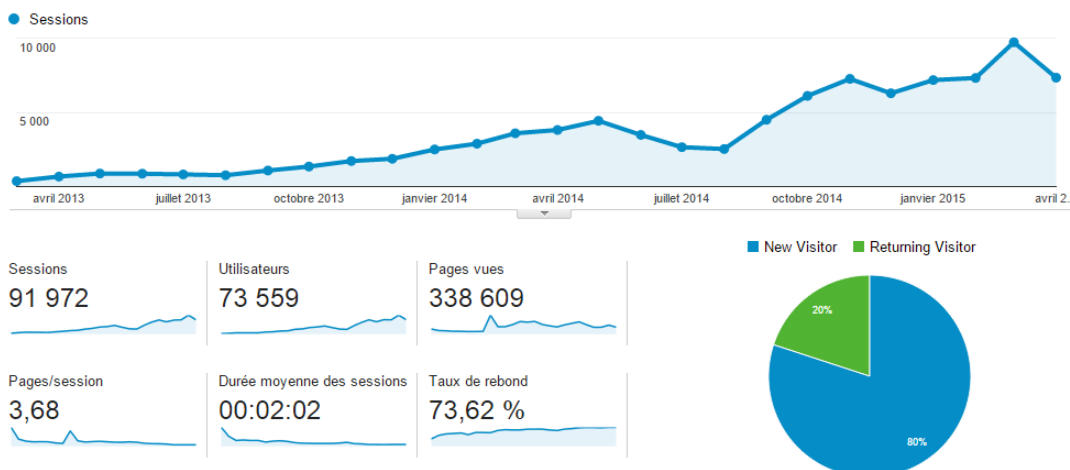 Sessions
10 000
5 000
avril 2013 juillet 2013 octobre 2013 janvier 2014 avril 2014 juillet 2014 octobre 2014 janvier 2015 avril 2.
New Visitor Returning Visitor
Sessions Utilisateurs Pages vues
91 972 73 559 338 609
20%
Pages/session Durée moyenne des sessions Taux de rebond
3,68 00:02:02 73,62 %
80%